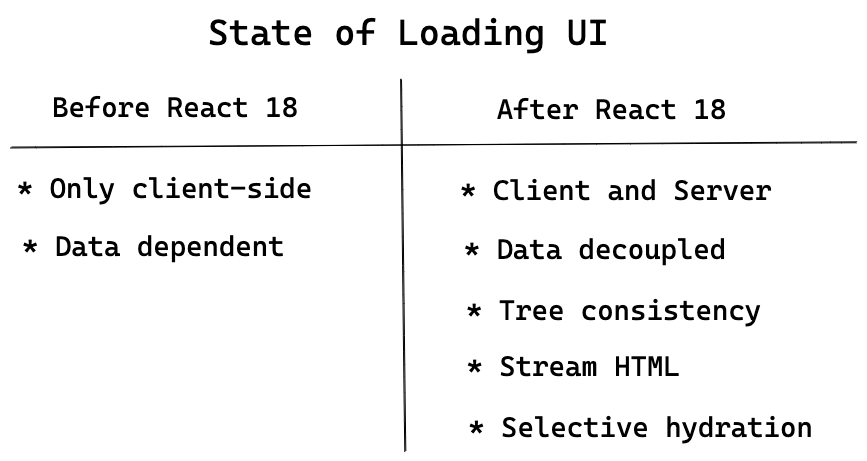 State of Loading UI
Before React 18
* Only client-side
* Data dependent
After React 18
* Client and Server
* Data decoupled
* Tree consistency
* Stream HTML
* Selective hydration